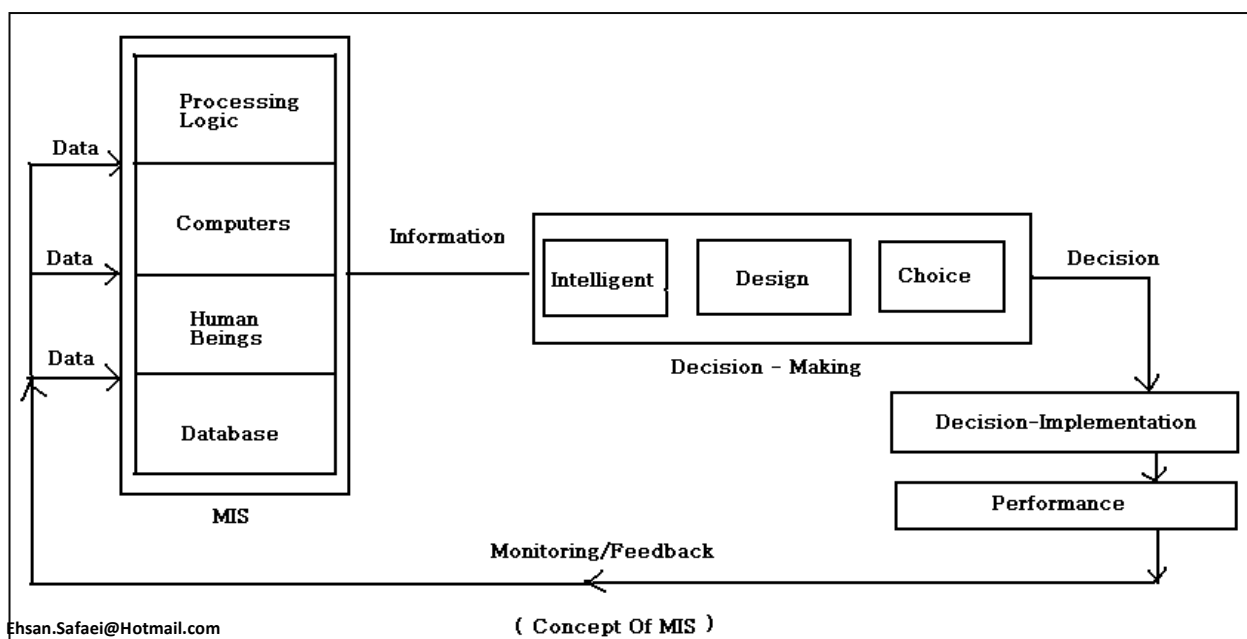 Processing
Logic
Data
Computers
Data
Human
Beings
Data
Database
MIS
Information
Intelligent
Design
Choice
Decision - Making
Decision
Decision-Implementation
Performance
Monitoring/Feedback
Ehsan.Safaei@Hotmail.com
( Concept Of MIS )